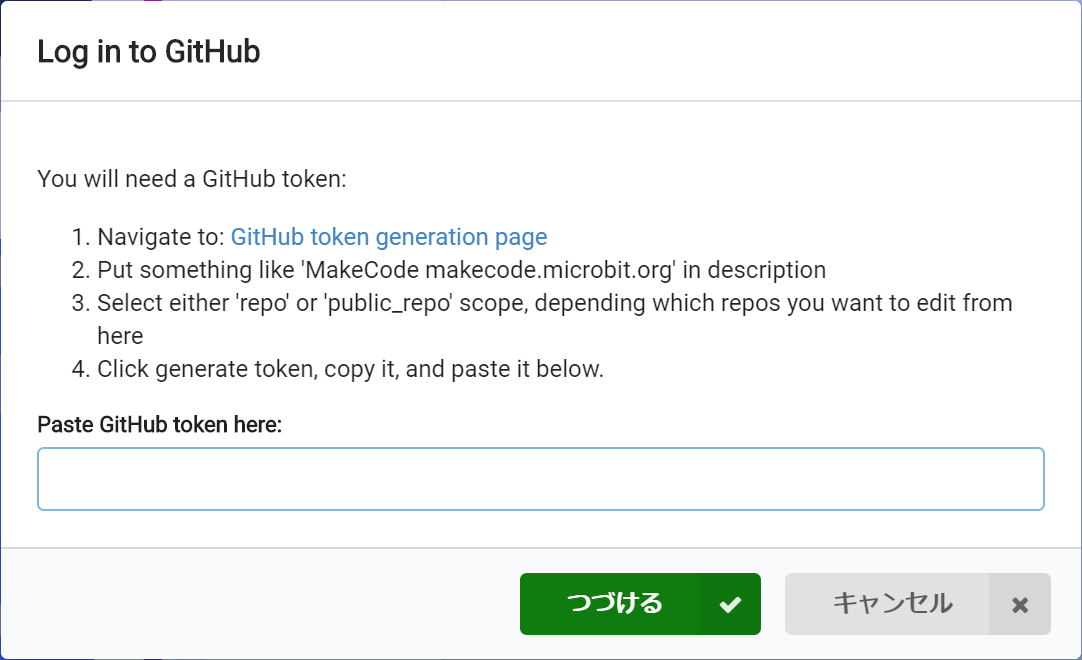 Log in to GitHub
You will need a GitHub token:
1. Navigate to: GitHub token generation page
2. Put something like 'MakeCode makecode.microbit.org' in description
3. Select either 'repo' or 'public_repo' scope, depending which repos you want to edit from
here
4. Click generate token, copy it, and paste it below.
Paste GitHub token here:
つづける
キャンセル